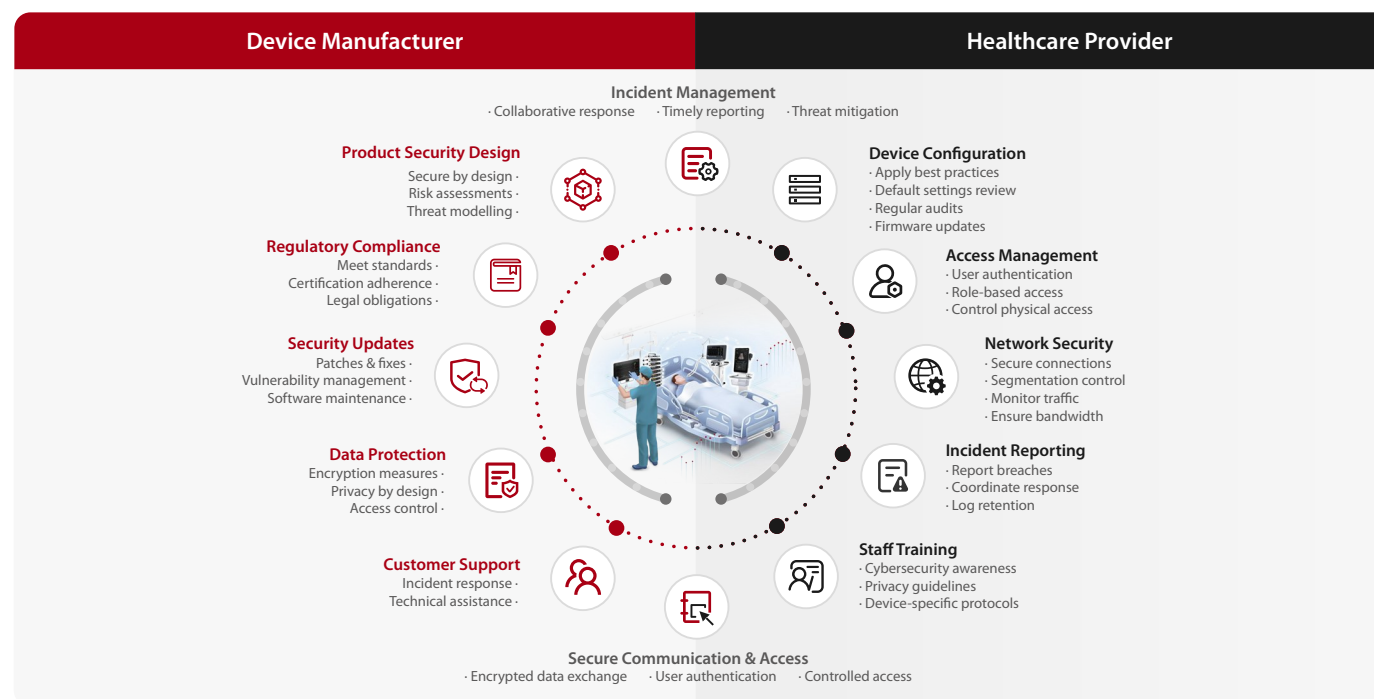 Device Manufacturer
Healthcare Provider
Incident Management
· Collaborative response · Timely reporting · Threat mitigation
Product Security Design
Secure by design ·
Risk assessments ·
Threat modelling ·
Regulatory Compliance
Meet standards ·
Certification adherence ·
Legal obligations ·
Security Updates
Patches & fixes ·
Vulnerability management ·
Software maintenance ·
Data Protection
Encryption measures ·
Privacy by design ·
Access control ·
Customer Support
Incident response ·
Technical assistance ·
Device Configuration
· Apply best practices
· Default settings review
· Regular audits
· Firmware updates
Access Management
· User authentication
· Role-based access
· Control physical access
Network Security
· Secure connections
· Segmentation control
· Monitor traffic
· Ensure bandwidth
Incident Reporting
· Report breaches
· Coordinate response
· Log retention
Staff Training
· Cybersecurity awareness
· Privacy guidelines
· Device-specific protocols
Secure Communication & Access
· Encrypted data exchange · User authentication · Controlled access